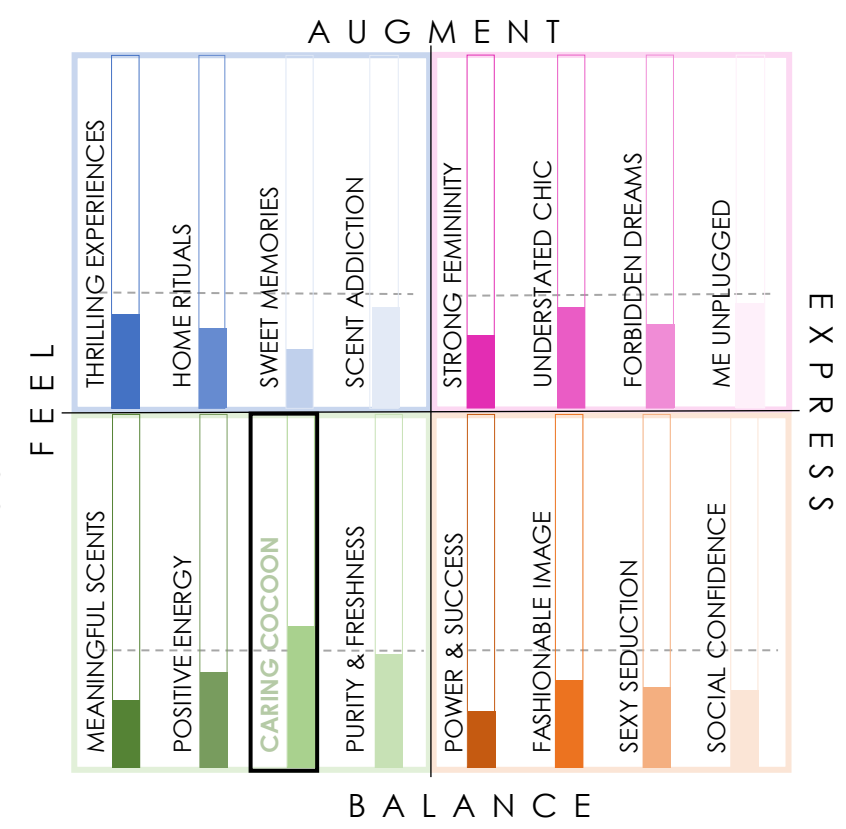 AUGMENT
THRILLING EXPERIENCES
HOME RITUALS
SWEET MEMORIES
SCENT ADDICTION
STRONG FEMININITY
UNDERSTATED CHIC
FORBIDDEN DREAMS
ME UNPLUGGED
FEEL
EXPRESS
MEANINGFUL SCENTS
POSITIVE ENERGY
CARING COCOON
PURITY & FRESHNESS
POWER & SUCCESS
FASHIONABLE IMAGE
SEXY SEDUCTION
SOCIAL CONFIDENCE
BALANCE